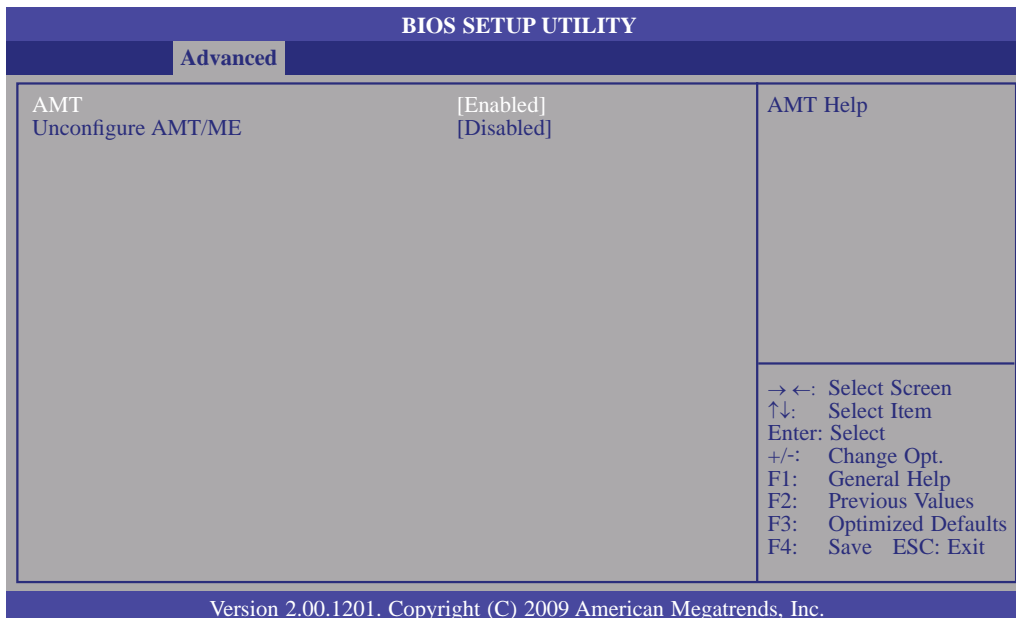 BIOS SETUP UTILITY
Advanced
AMT [Enabled]
Unconfigure AMT/ME [Disabled]
AMT Help
→ ←: Select Screen
↑↓: Select Item
Enter: Select
+/-: Change Opt.
F1: General Help
F2: Previous Values
F3: Optimized Defaults
F4: Save ESC: Exit
Version 2.00.1201. Copyright (C) 2009 American Megatrends, Inc.